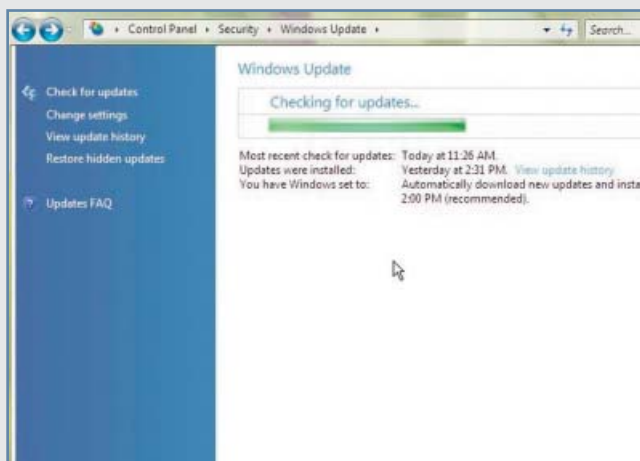 Control Panel ▸ Security ▸ Windows Update ▸
Search...
Check for updates
Change settings
View update history
Restore hidden updates
Updates FAQ
Windows Update
Checking for updates...
Most recent check for updates: Today at 11:26 AM.
Updates were installed: Yesterday at 2:31 PM. View update history
You have Windows set to: Automatically download new updates and insta
2:00 PM (recommended).